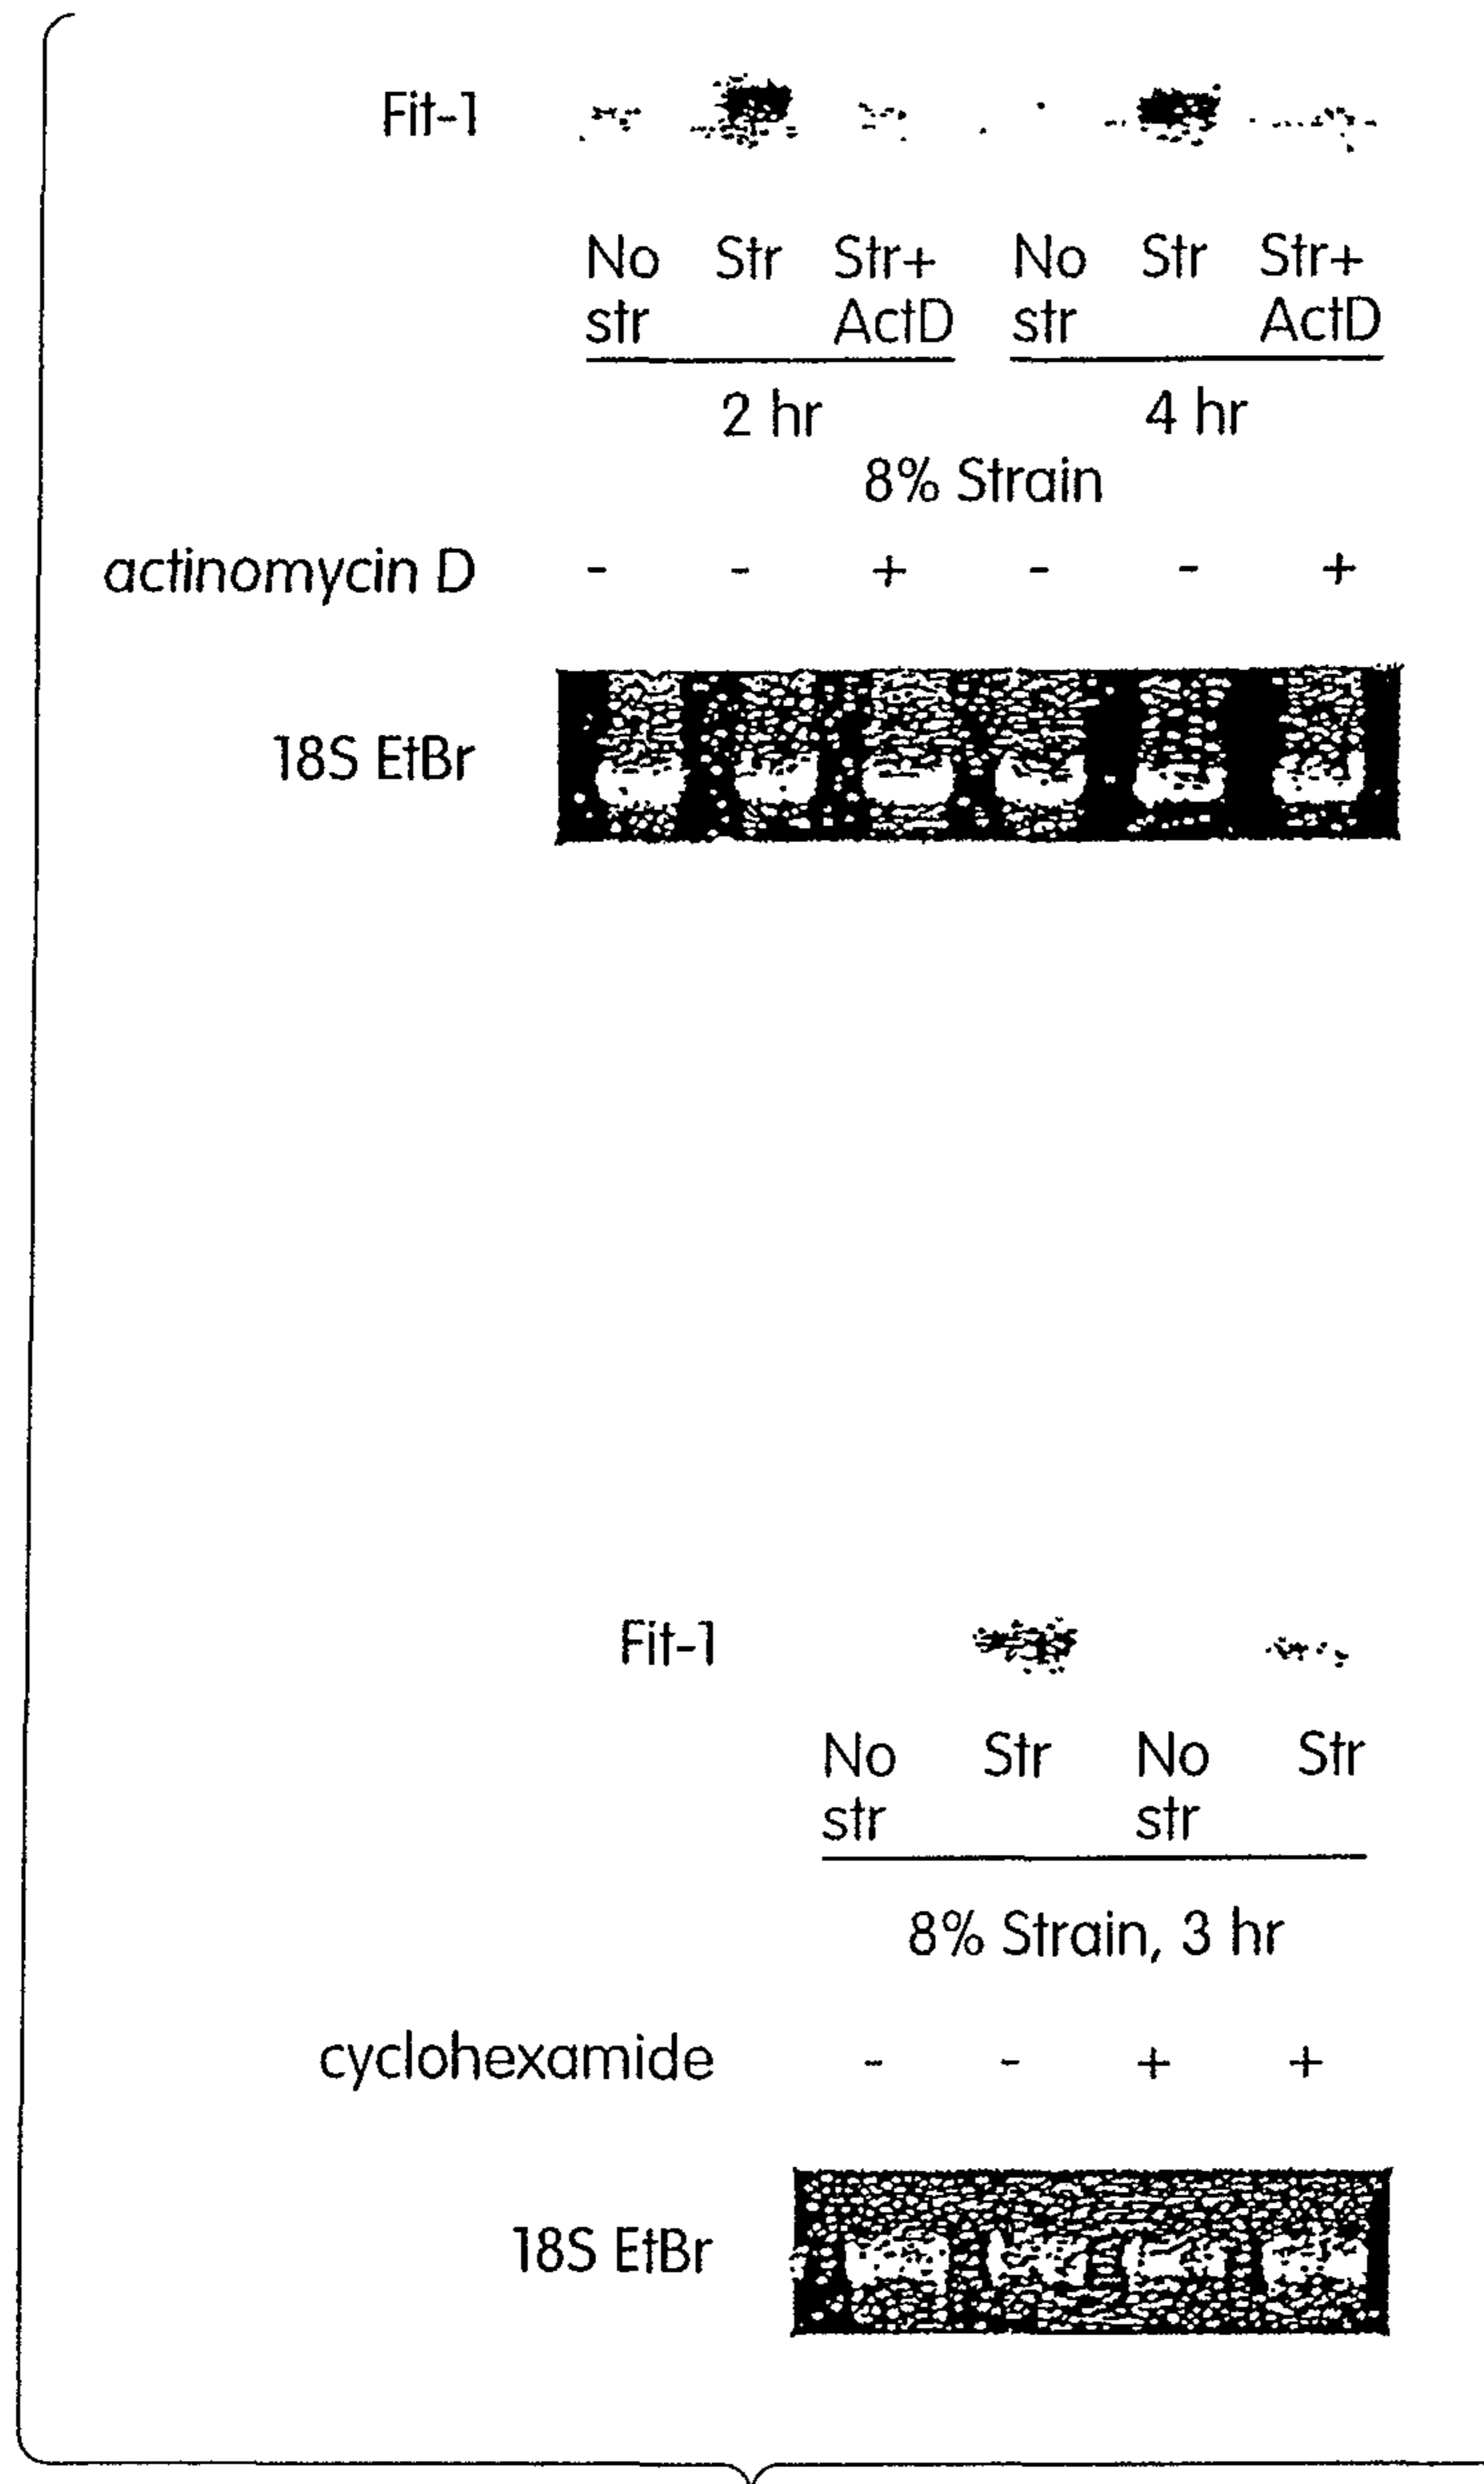 Fit-1
No Str Str+ No Str Str+
str ActD str ActD
2 hr 4 hr
8% Strain
actinomycin D - - + - - +
18S EtBr
Fit-1
No Str No Str
str str
8% Strain, 3 hr
cyclohexamide - - + +
18S EtBr